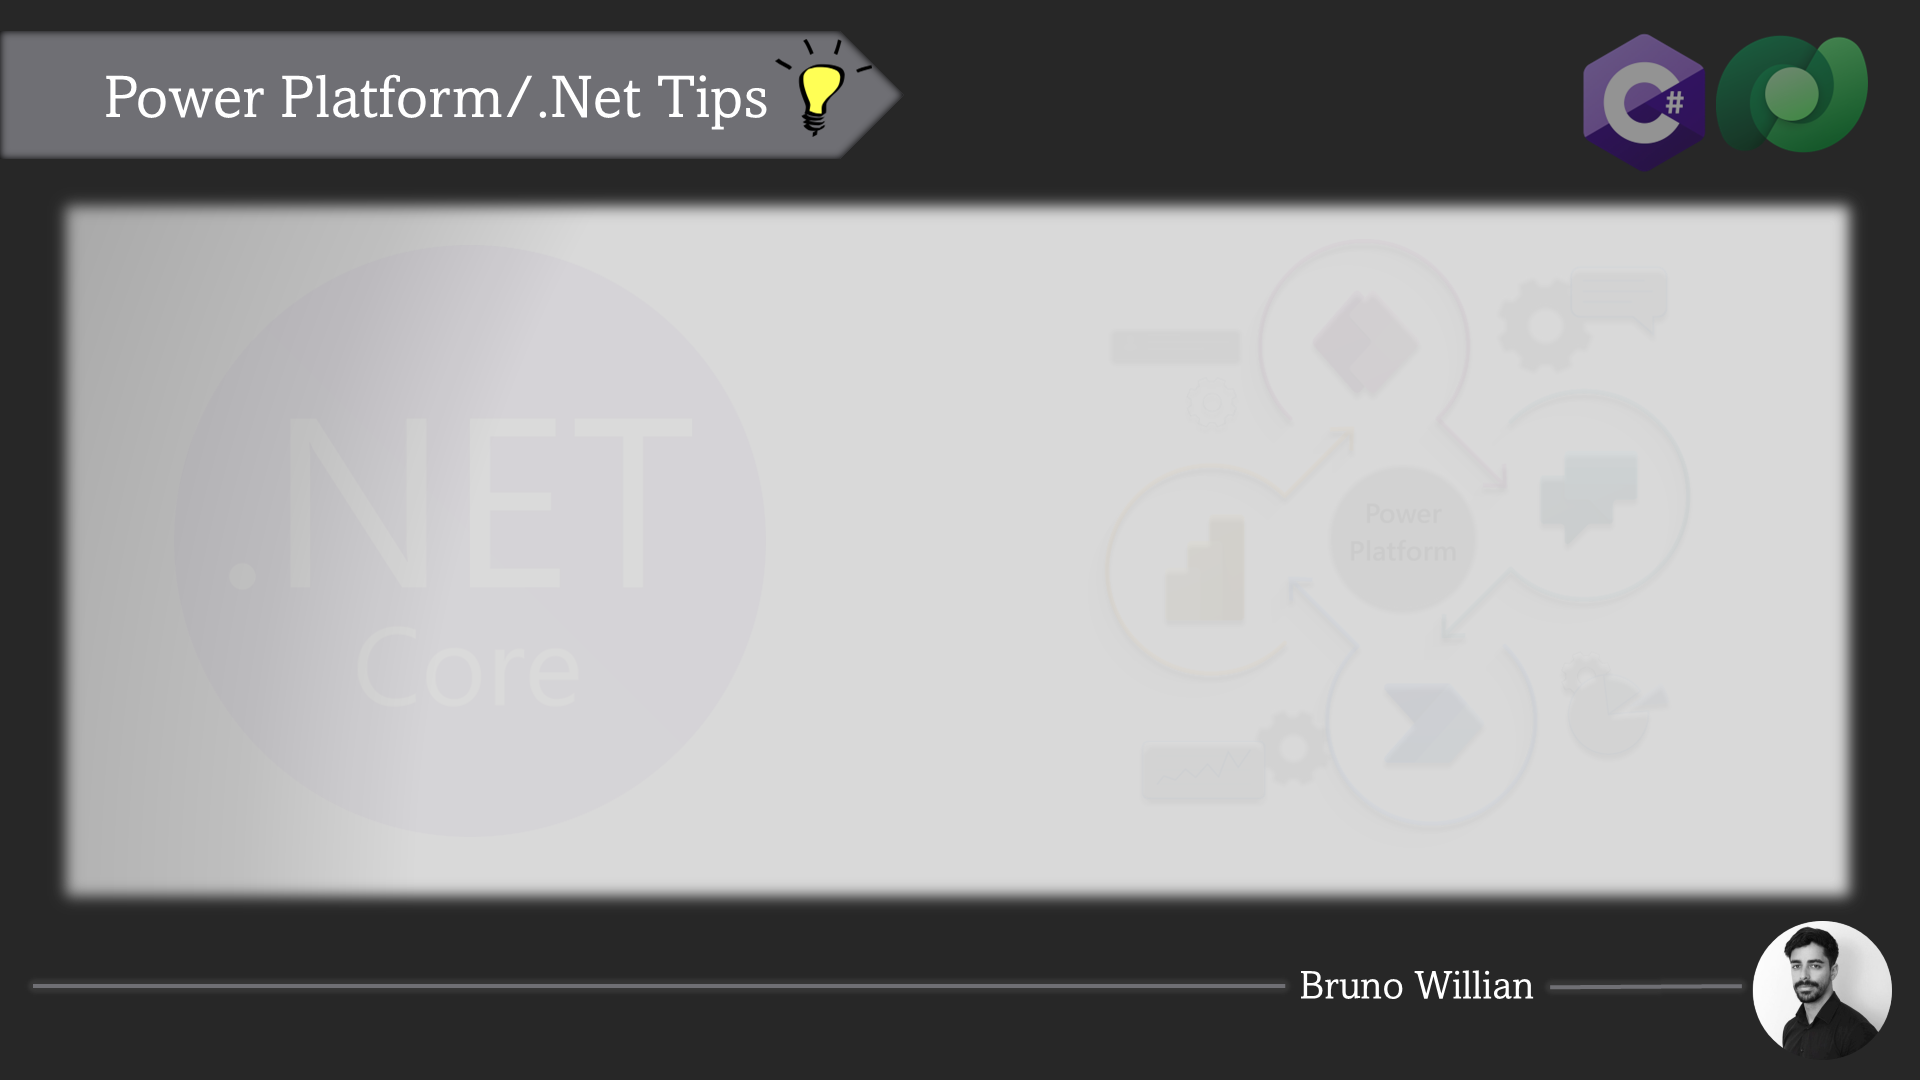 Power Platform/.Net Tips
C#
.NET
Core
Power
Platform
Bruno Willian